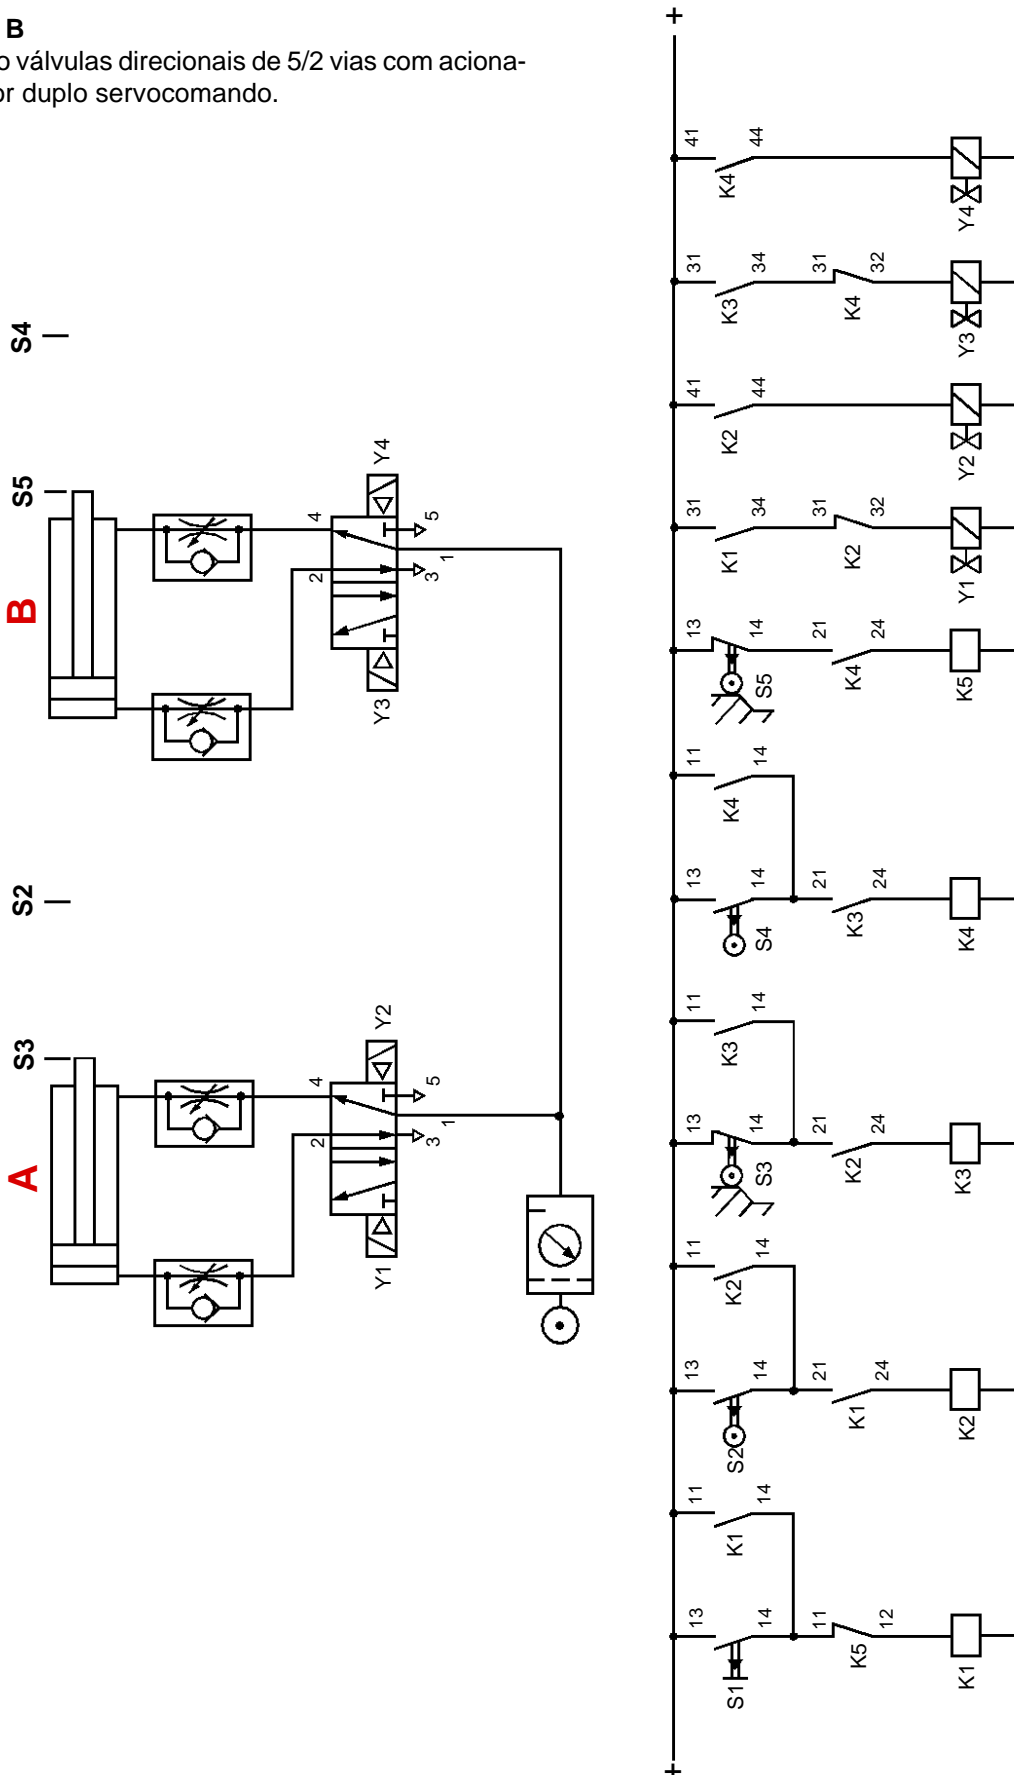 B
o válvulas direcionais de 5/2 vias com aciona-
or duplo servocomando.
A
S3
S2
B
S5
S4
Y1
2
4
Y2
3
1
5
Y3
2
4
Y4
3
1
5
+
+
13
14
S1
11
12
K5
K1
11
14
K1
13
14
S2
21
24
K1
K2
11
14
K2
13
14
S3
21
24
K2
K3
11
14
K3
13
14
S4
21
24
K3
K4
11
14
K4
13
14
S5
21
24
K4
K5
31
34
K1
31
32
K2
Y1
41
44
K2
Y2
31
34
K3
31
32
K4
Y3
41
44
K4
Y4